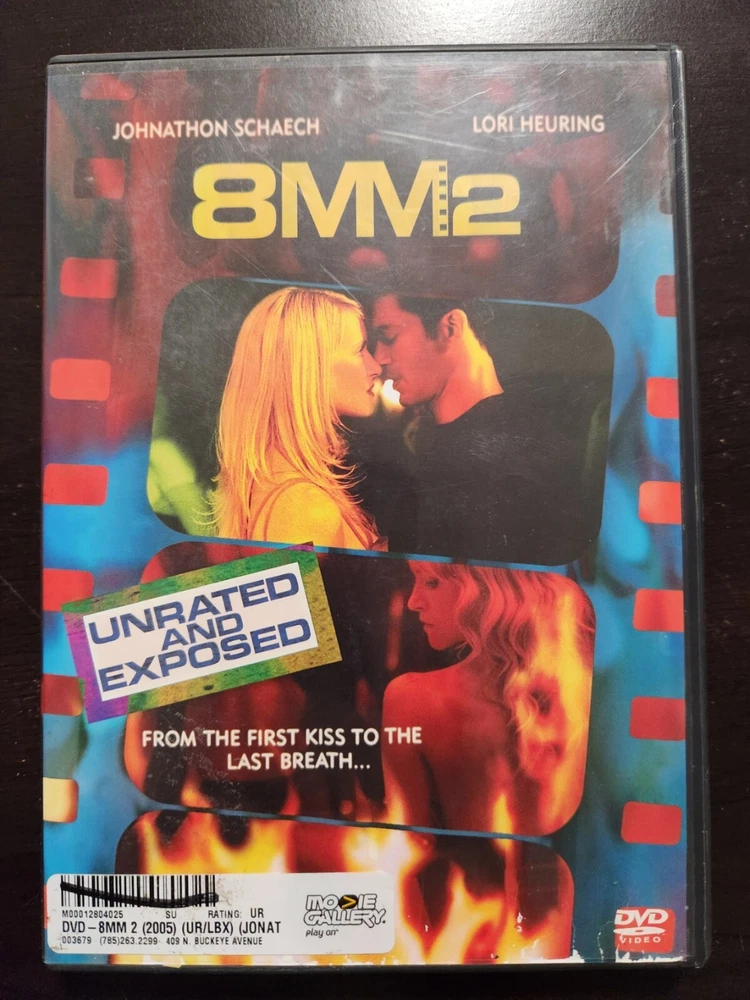 JOHNATHON SCHAECH
LORI HEURING
8MM2
UNRATED
AND
EXPOSED
FROM THE FIRST KISS TO THE
LAST BREATH...
M00012804025 SU RATING: UR
DVD-8MM 2 (2005) (UR/LBX) (JONAT
003679 (785)263.2299 409 N. BUCKEYE AVENUE
MOVIE
GALLERY.
play on
DVD
VIDEO